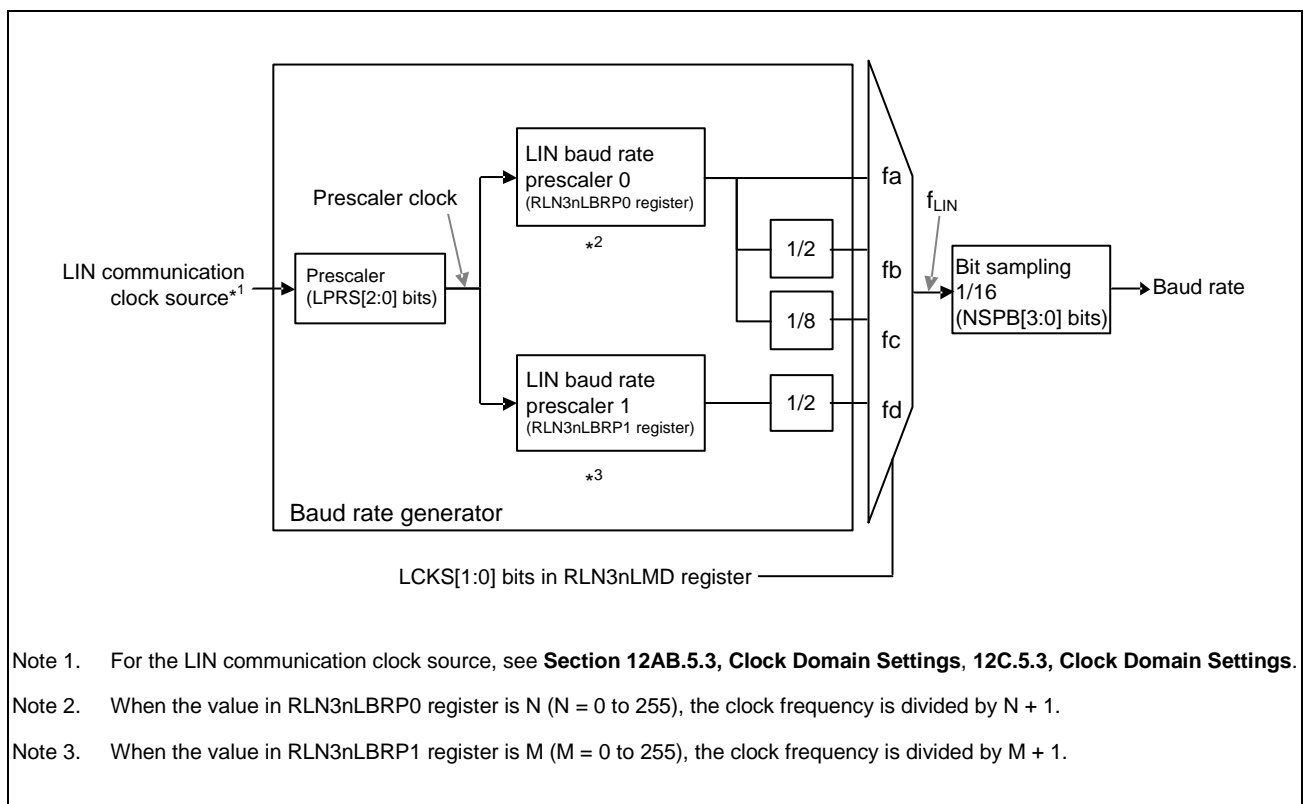 LIN communication
clock source*1
Prescaler
(LPRS[2:0] bits)
Prescaler clock
LIN baud rate
prescaler 0
(RLN3nLBRP0 register)
*2
LIN baud rate
prescaler 1
(RLN3nLBRP1 register)
*3
1/2
1/8
1/2
fa
fb
fc
fd
fLIN
Bit sampling
1/16
(NSPB[3:0] bits)
Baud rate
Baud rate generator
LCKS[1:0] bits in RLN3nLMD register
Note 1. For the LIN communication clock source, see Section 12AB.5.3, Clock Domain Settings, 12C.5.3, Clock Domain Settings.
Note 2. When the value in RLN3nLBRP0 register is N (N = 0 to 255), the clock frequency is divided by N + 1.
Note 3. When the value in RLN3nLBRP1 register is M (M = 0 to 255), the clock frequency is divided by M + 1.